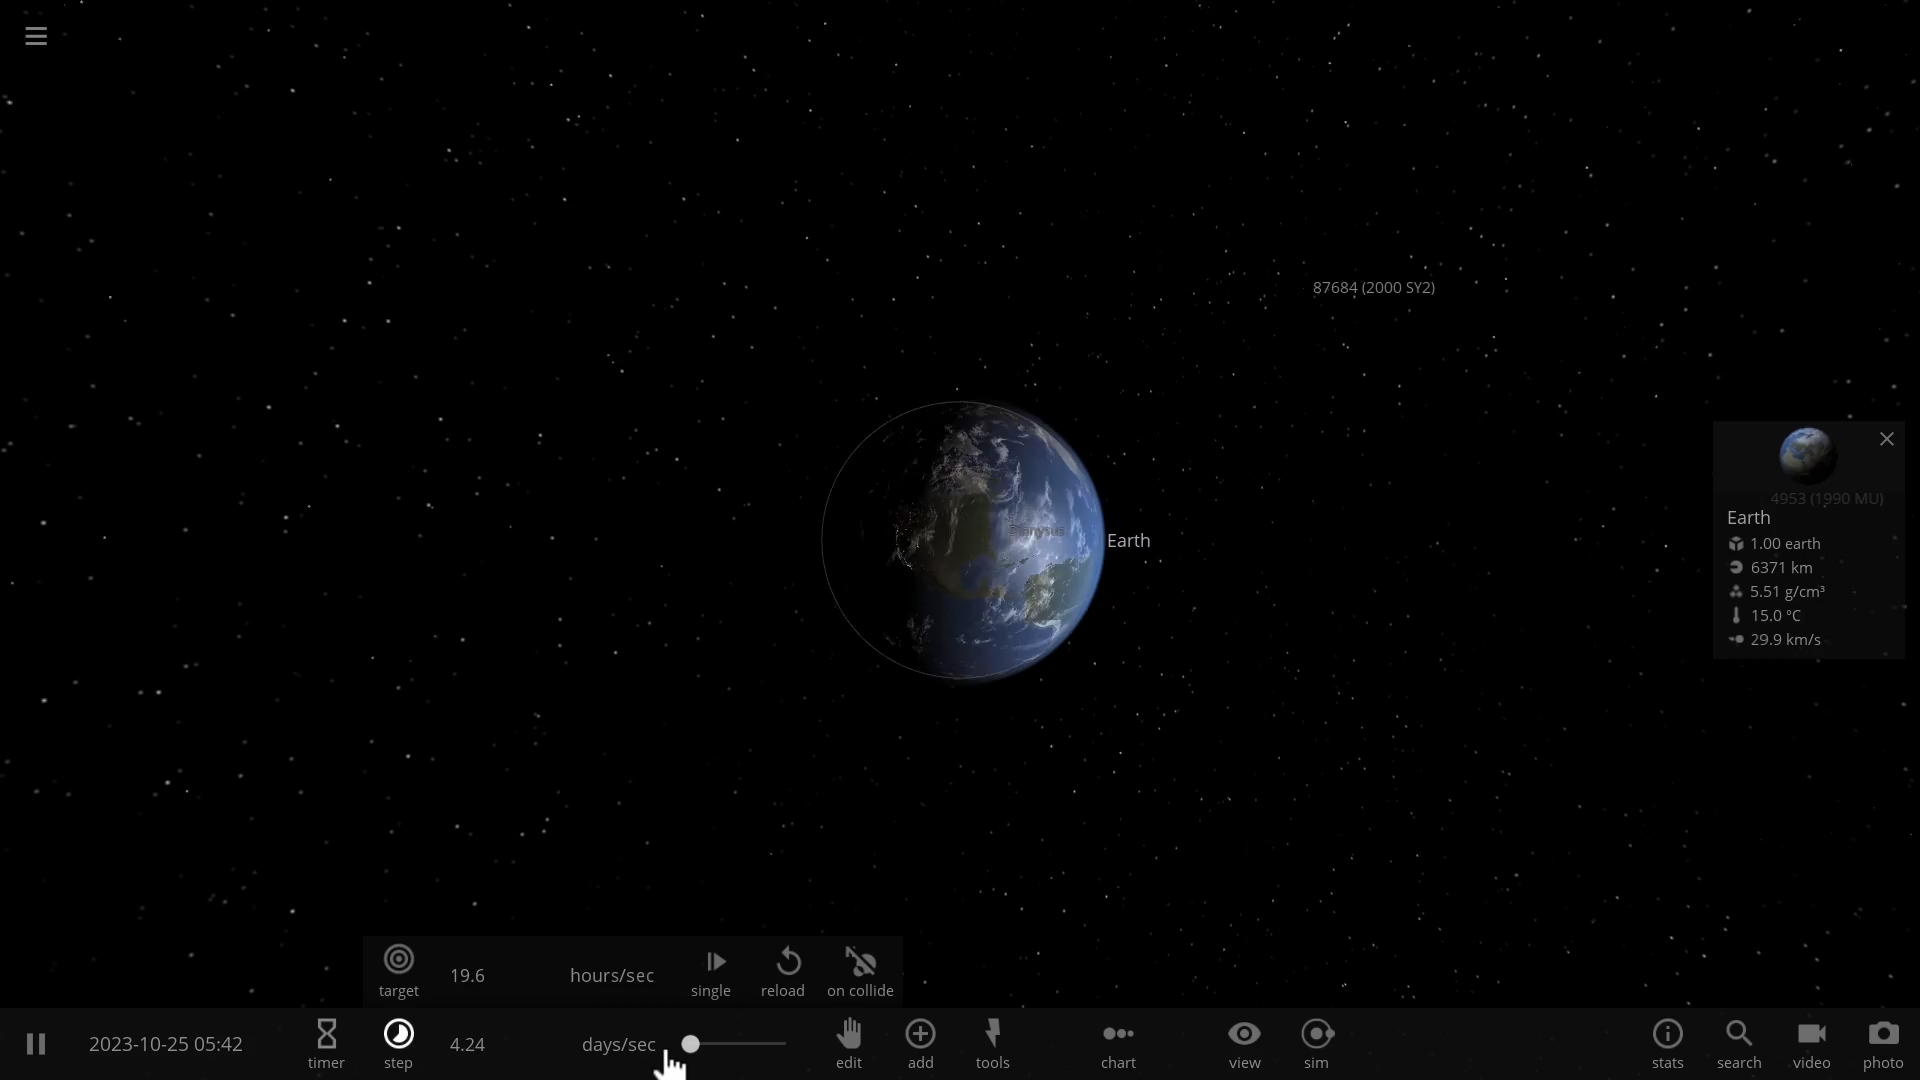 87684 (2000 SY2)
Dionysus
Earth
4953 (1990 MU)
Earth
1.00 earth
6371 km
5.51 g/cm³
15.0 °C
29.9 km/s
target
19.6
hours/sec
single
reload
on collide
2023-10-25 05:42
timer
step
4.24
days/sec
edit
add
tools
chart
view
sim
stats
search
video
photo